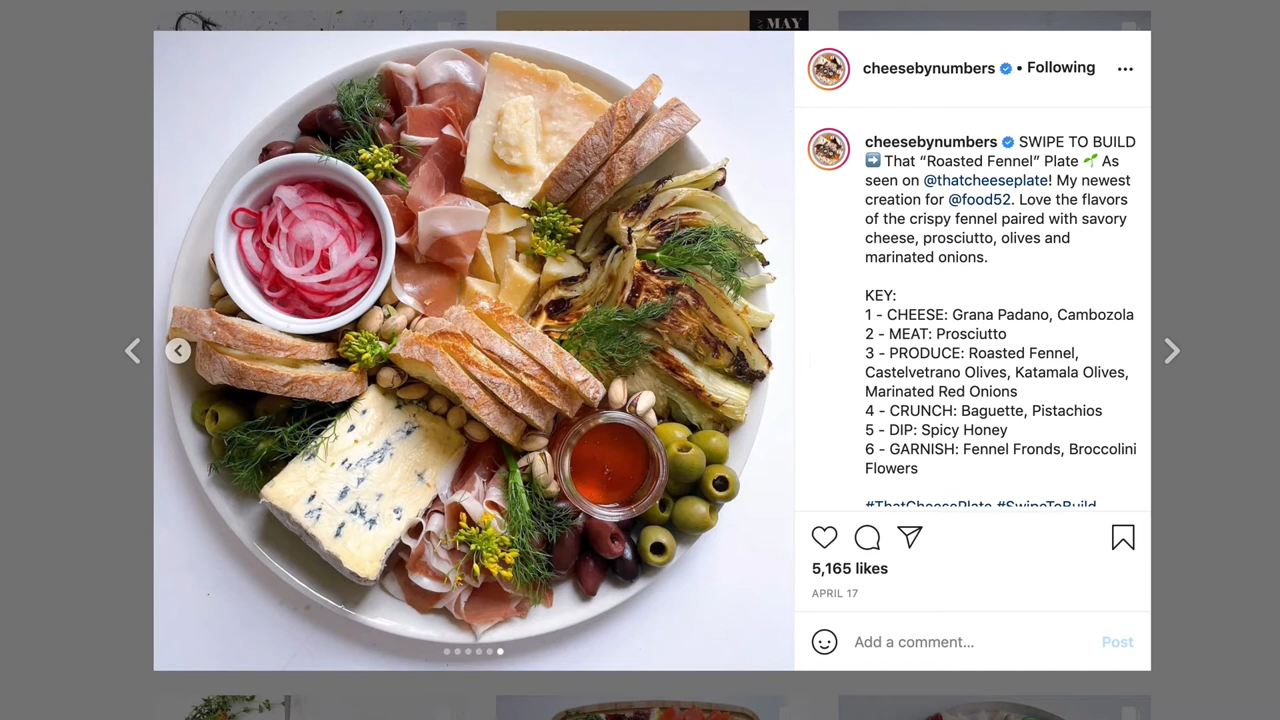 MAY
cheesebynumbers • Following
cheesebynumbers SWIPE TO BUILD
➡️ That “Roasted Fennel” Plate 🌱 As
seen on @thatcheeseplate! My newest
creation for @food52. Love the flavors
of the crispy fennel paired with savory
cheese, prosciutto, olives and
marinated onions.
KEY:
1 - CHEESE: Grana Padano, Cambozola
2 - MEAT: Prosciutto
3 - PRODUCE: Roasted Fennel,
Castelvetrano Olives, Katamala Olives,
Marinated Red Onions
4 - CRUNCH: Baguette, Pistachios
5 - DIP: Spicy Honey
6 - GARNISH: Fennel Fronds, Broccolini
Flowers
#ThatCheesePlate #SwipeToBuild
5,165 likes
APRIL 17
Add a comment... Post